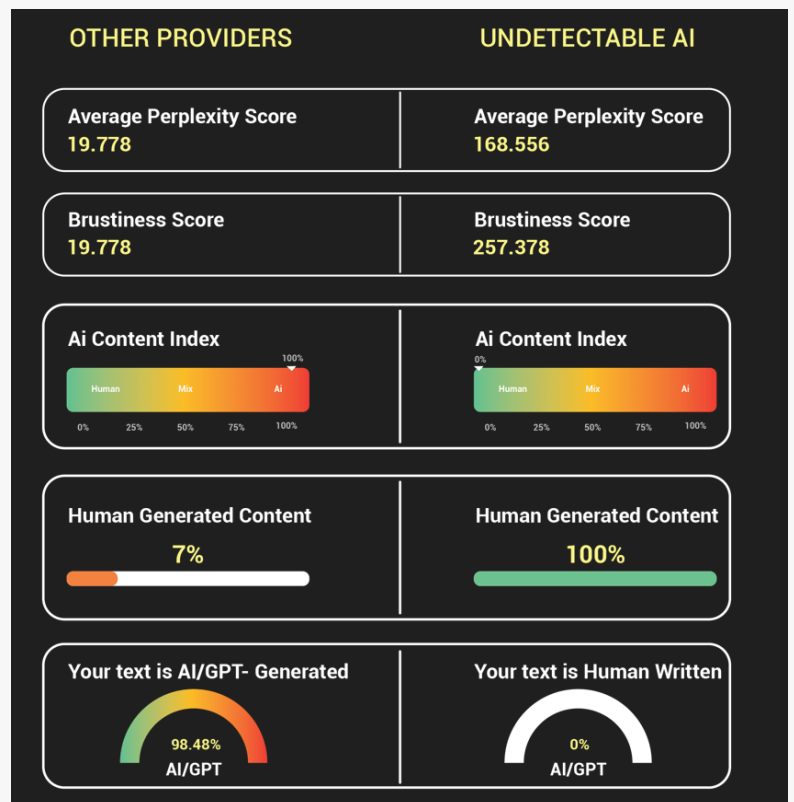 OTHER PROVIDERS UNDETECTABLE AI
Average Perplexity Score Average Perplexity Score
19.778 168.556
Brustiness Score Brustiness Score
19.778 257.378
Ai Content Index Ai Content Index
100% 0%
Human Mix Ai Human Mix Ai
0% 25% 50% 75% 100% 0% 25% 50% 75% 100%
Human Generated Content Human Generated Content
7% 100%
Your text is AI/GPT- Generated Your text is Human Written
98.48% 0%
AI/GPT AI/GPT